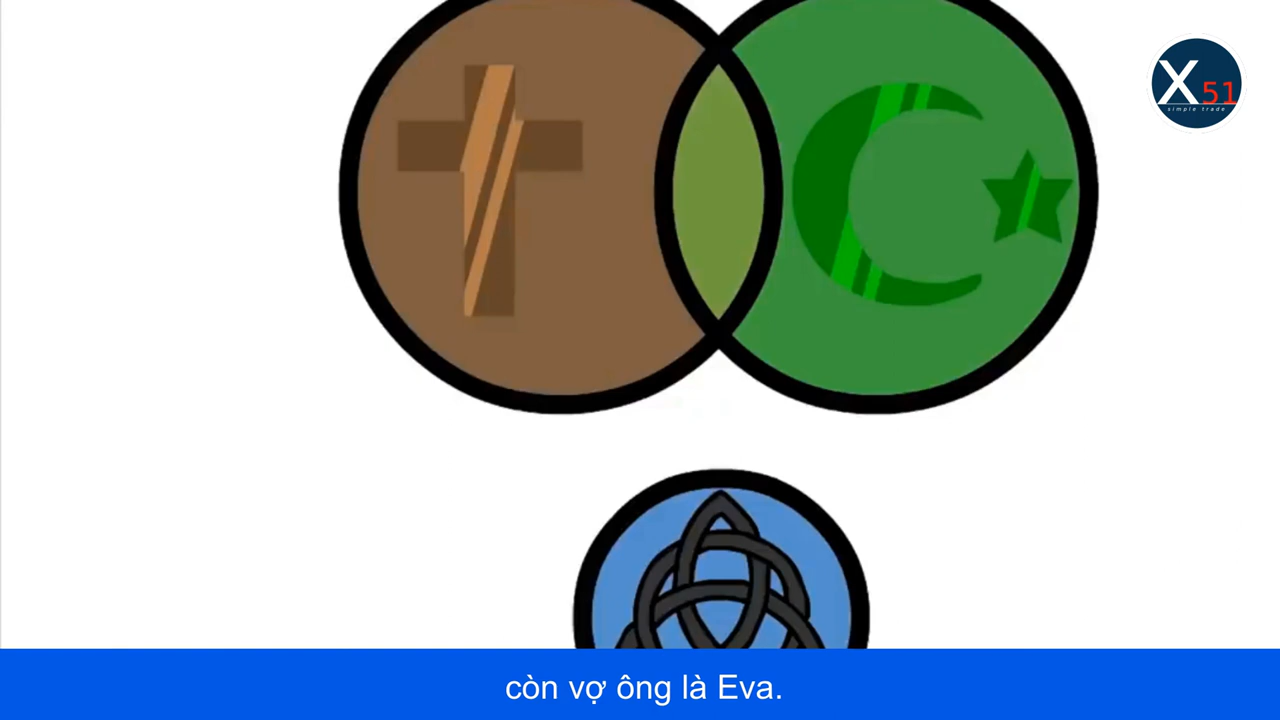 X51
simple trade
còn vợ ông là Eva.